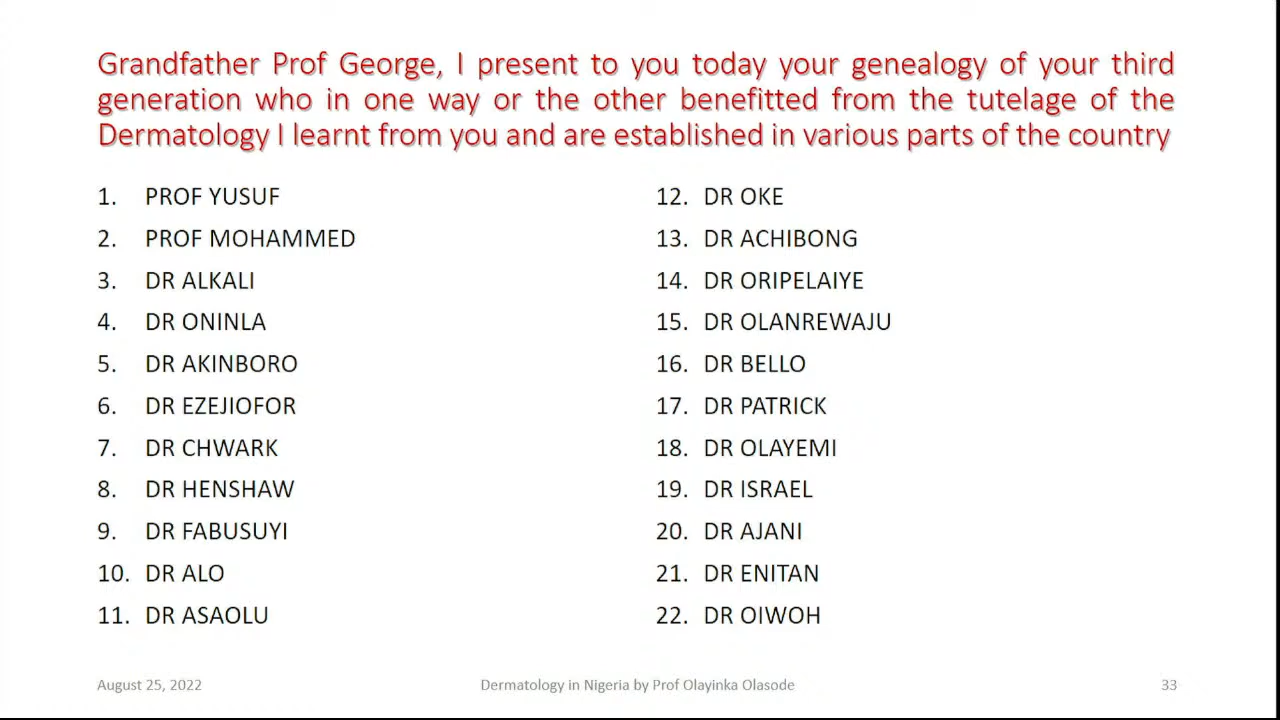 Grandfather Prof George, I present to you today your genealogy of your third
generation who in one way or the other benefitted from the tutelage of the
Dermatology I learnt from you and are established in various parts of the country
1. PROF YUSUF
2. PROF MOHAMMED
3. DR ALKALI
4. DR ONINLA
5. DR AKINBORO
6. DR EZEJIOFOR
7. DR CHWARK
8. DR HENSHAW
9. DR FABUSUYI
10. DR ALO
11. DR ASAOLU
12. DR OKE
13. DR ACHIBONG
14. DR ORIPELAIYE
15. DR OLANREWAJU
16. DR BELLO
17. DR PATRICK
18. DR OLAYEMI
19. DR ISRAEL
20. DR AJANI
21. DR ENITAN
22. DR OIWOH
August 25, 2022
Dermatology in Nigeria by Prof Olayinka Olasode
33